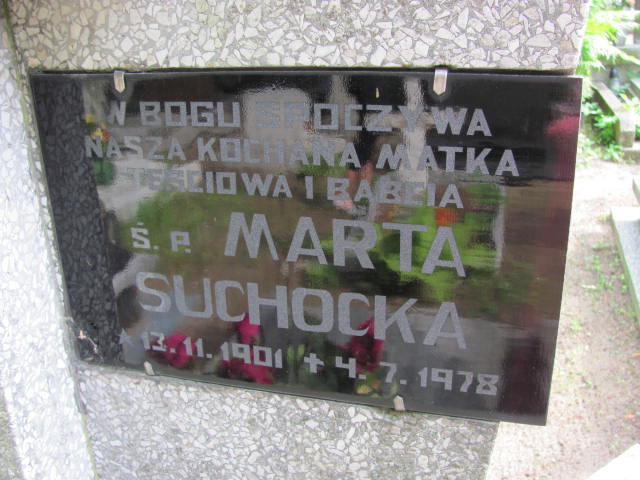 W BOGU SPOCZYWA
NASZA KOCHANA MATKA
TEŚCIOWA I BABCIA
Ś. P. MARTA
SUCHOCKA
* 13.11.1901 + 4.7.1978